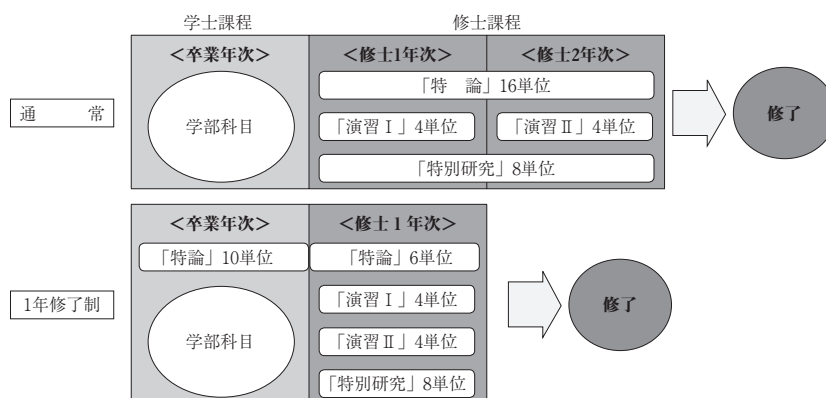 学士課程 修士課程
<卒業年次> <修士1年次> <修士2年次>
「特　論」16単位
通　　常
学部科目
「演習Ⅰ」4単位 「演習Ⅱ」4単位
修了
「特別研究」8単位
<卒業年次> <修士1年次>
「特論」10単位 「特論」6単位
1年修了制
「演習Ⅰ」4単位
修了
学部科目
「演習Ⅱ」4単位
「特別研究」8単位